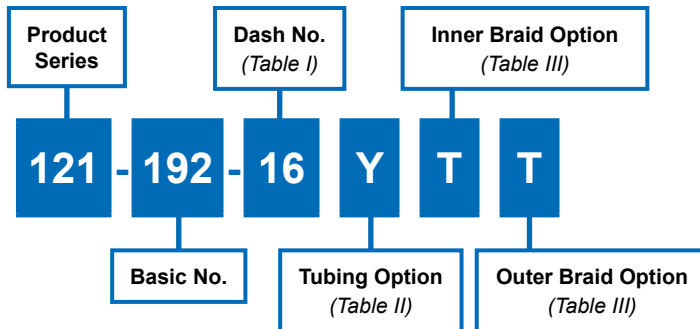 Product Series
Dash No.
(Table I)
Inner Braid Option
(Table III)
121 - 192 - 16 Y T T
Basic No.
Tubing Option
(Table II)
Outer Braid Option
(Table III)